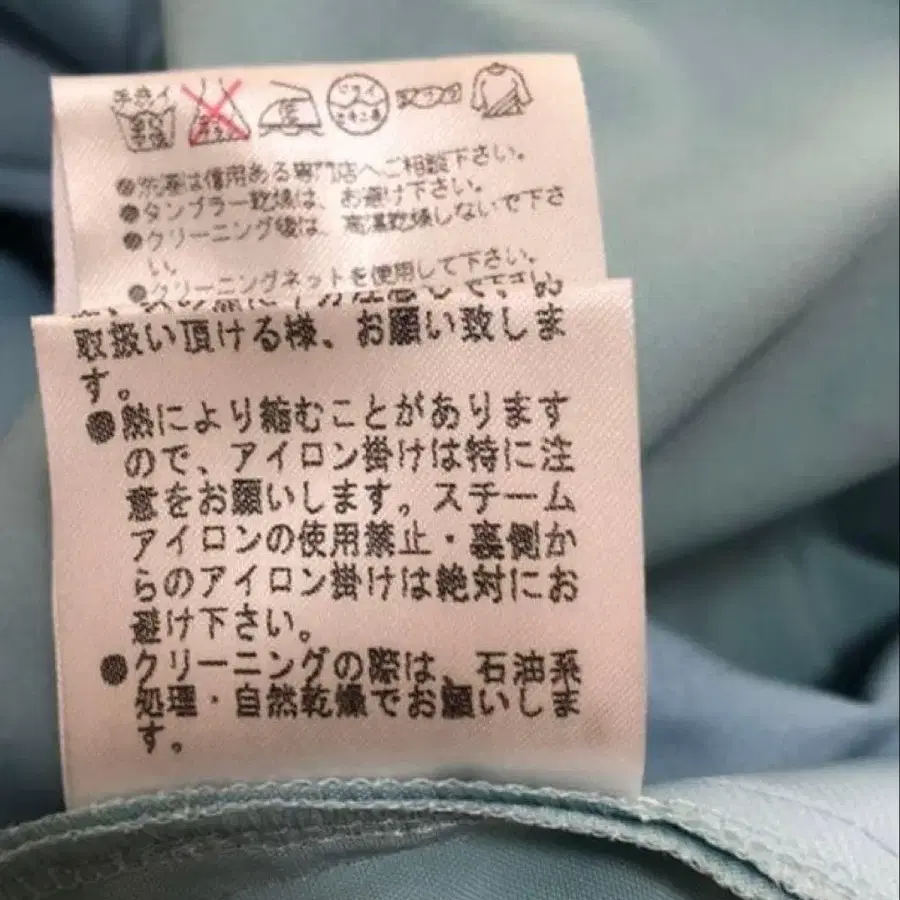 手洗イ
●洗濯は信用ある専門店へご相談下さい。
●タンブラー乾燥は、お避け下さい。
●クリーニング後は、高温乾燥しないで下さ
い。
●クリーニングネットを使用して下さい。
取扱い頂ける様、お願い致しま
す。
●熱により縮むことがあります
ので、アイロン掛けは特に注
意をお願いします。スチーム
アイロンの使用禁止・裏側か
らのアイロン掛けは絶対にお
避け下さい。
●クリーニングの際は、石油系
処理・自然乾燥でお願いしま
す。